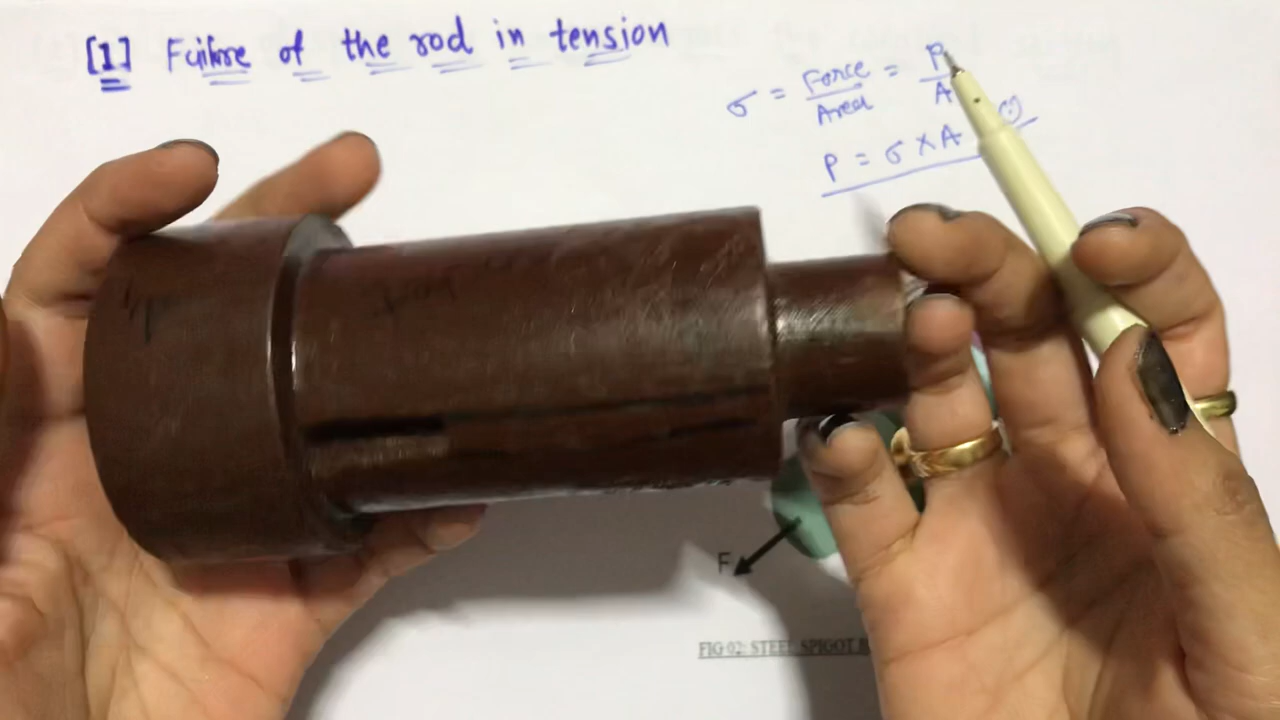 [1] Failure of the rod in tension
σ = Force/Area = P/A
P = σ × A
F
FIG 02: STEEL SPIGOT